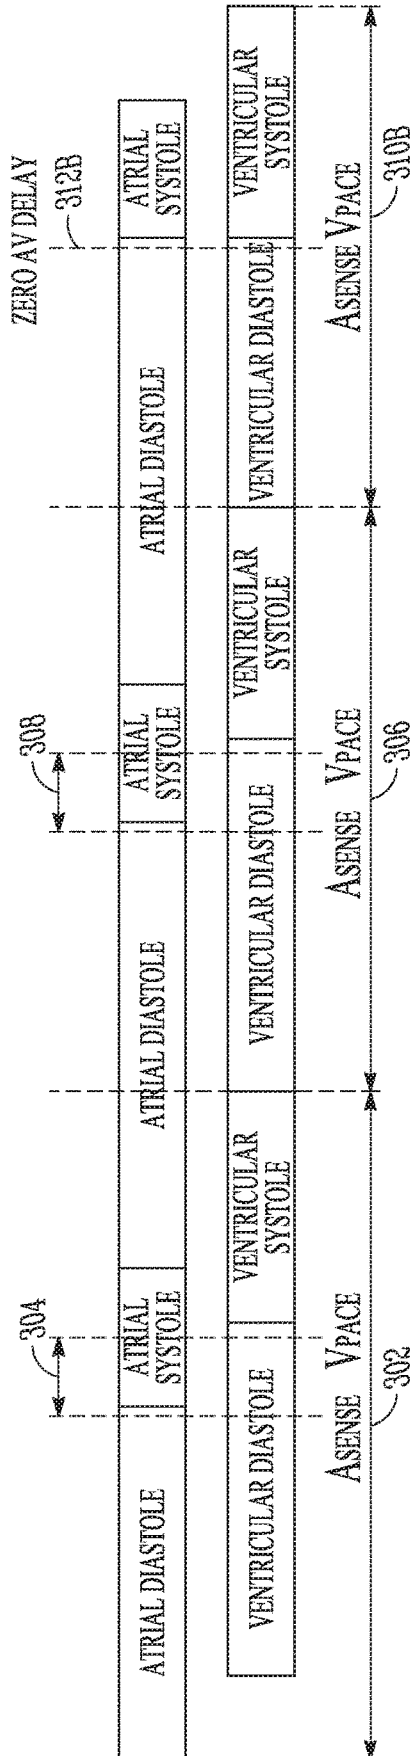 ZERO AV DELAY
304
308
312B
ATRIAL DIASTOLE
ATRIAL
SYSTOLE
ATRIAL DIASTOLE
ATRIAL
SYSTOLE
ATRIAL DIASTOLE
ATRIAL
SYSTOLE
VENTRICULAR DIASTOLE
VENTRICULAR
SYSTOLE
VENTRICULAR DIASTOLE
VENTRICULAR
SYSTOLE
VENTRICULAR DIASTOLE
VENTRICULAR
SYSTOLE
ASENSE VPACE
ASENSE VPACE
ASENSE VPACE
302
306
310B